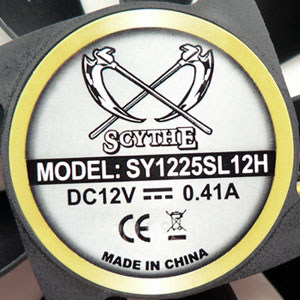 SCYTHE
MODEL: SY1225SL12H
DC12V ⎓ 0.41A
CE
MADE IN CHINA